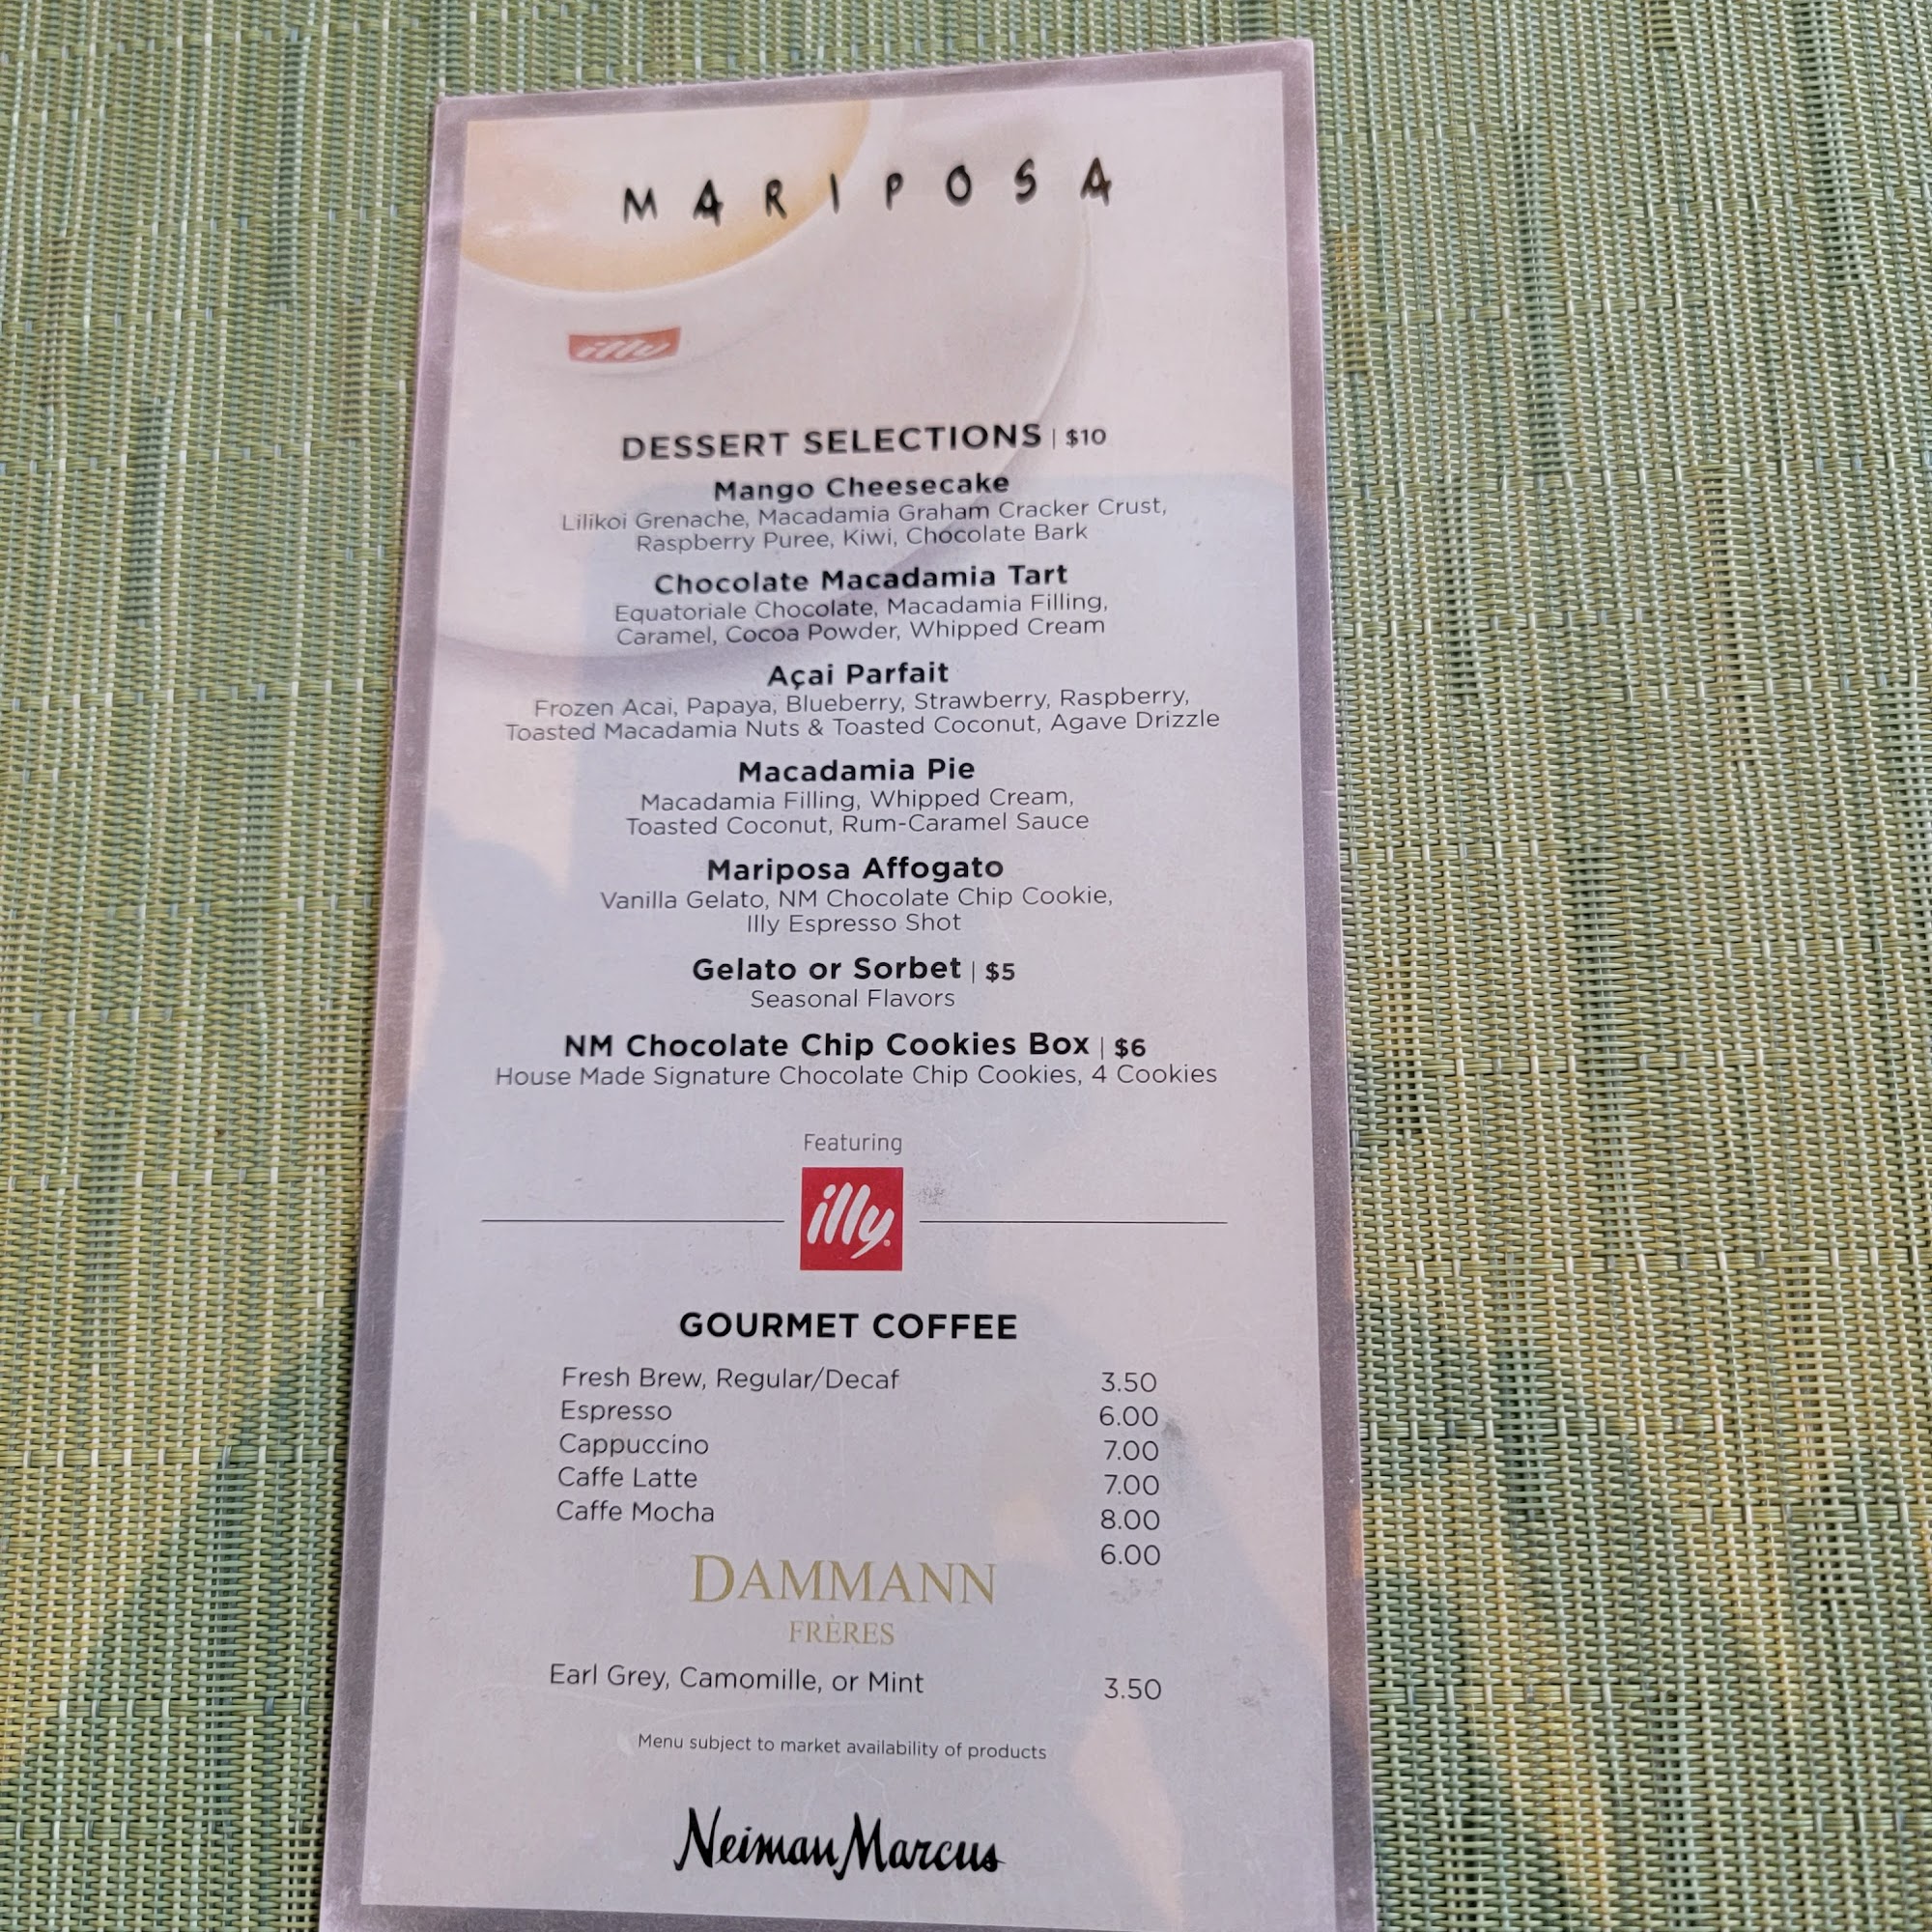 MARIPOSA
illy
DESSERT SELECTIONS | $10
Mango Cheesecake
Lilikoi Grenache, Macadamia Graham Cracker Crust,
Raspberry Puree, Kiwi, Chocolate Bark
Chocolate Macadamia Tart
Equatoriale Chocolate, Macadamia Filling,
Caramel, Cocoa Powder, Whipped Cream
Açai Parfait
Frozen Acai, Papaya, Blueberry, Strawberry, Raspberry,
Toasted Macadamia Nuts & Toasted Coconut, Agave Drizzle
Macadamia Pie
Macadamia Filling, Whipped Cream,
Toasted Coconut, Rum-Caramel Sauce
Mariposa Affogato
Vanilla Gelato, NM Chocolate Chip Cookie,
Illy Espresso Shot
Gelato or Sorbet | $5
Seasonal Flavors
NM Chocolate Chip Cookies Box | $6
House Made Signature Chocolate Chip Cookies, 4 Cookies
Featuring
illy
GOURMET COFFEE
Fresh Brew, Regular/Decaf 3.50
Espresso 6.00
Cappuccino 7.00
Caffe Latte 7.00
Caffe Mocha 8.00
6.00
DAMMANN
FRÈRES
Earl Grey, Camomille, or Mint 3.50
Menu subject to market availability of products
Neiman Marcus